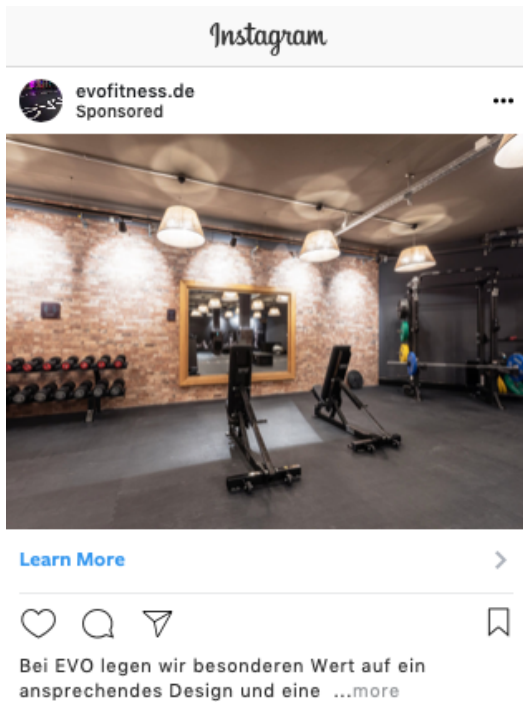 Instagram
evofitness.de
Sponsored
Learn More
Bei EVO legen wir besonderen Wert auf ein
ansprechendes Design und eine ...more